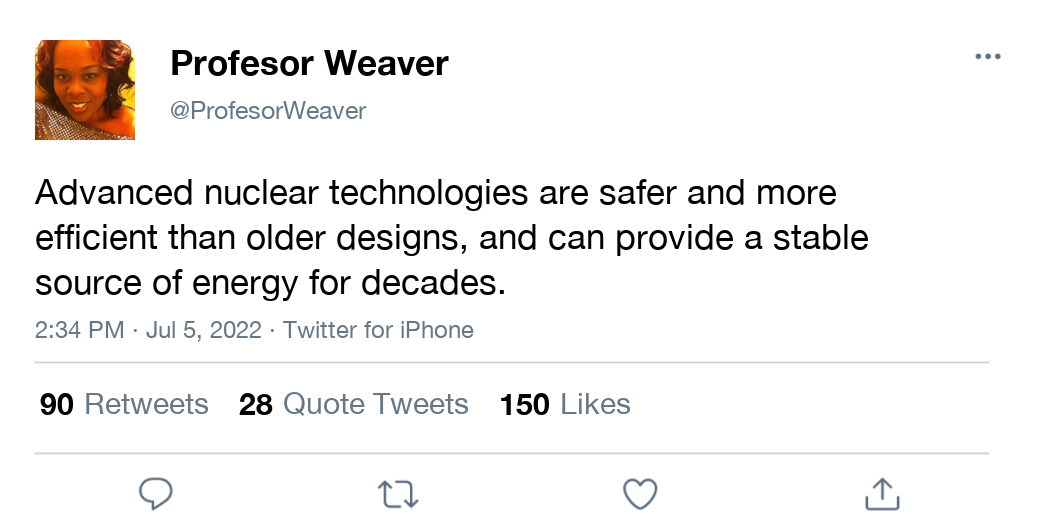 Profesor Weaver
@ProfesorWeaver
Advanced nuclear technologies are safer and more
efficient than older designs, and can provide a stable
source of energy for decades.
2:34 PM · Jul 5, 2022 · Twitter for iPhone
90 Retweets 28 Quote Tweets 150 Likes